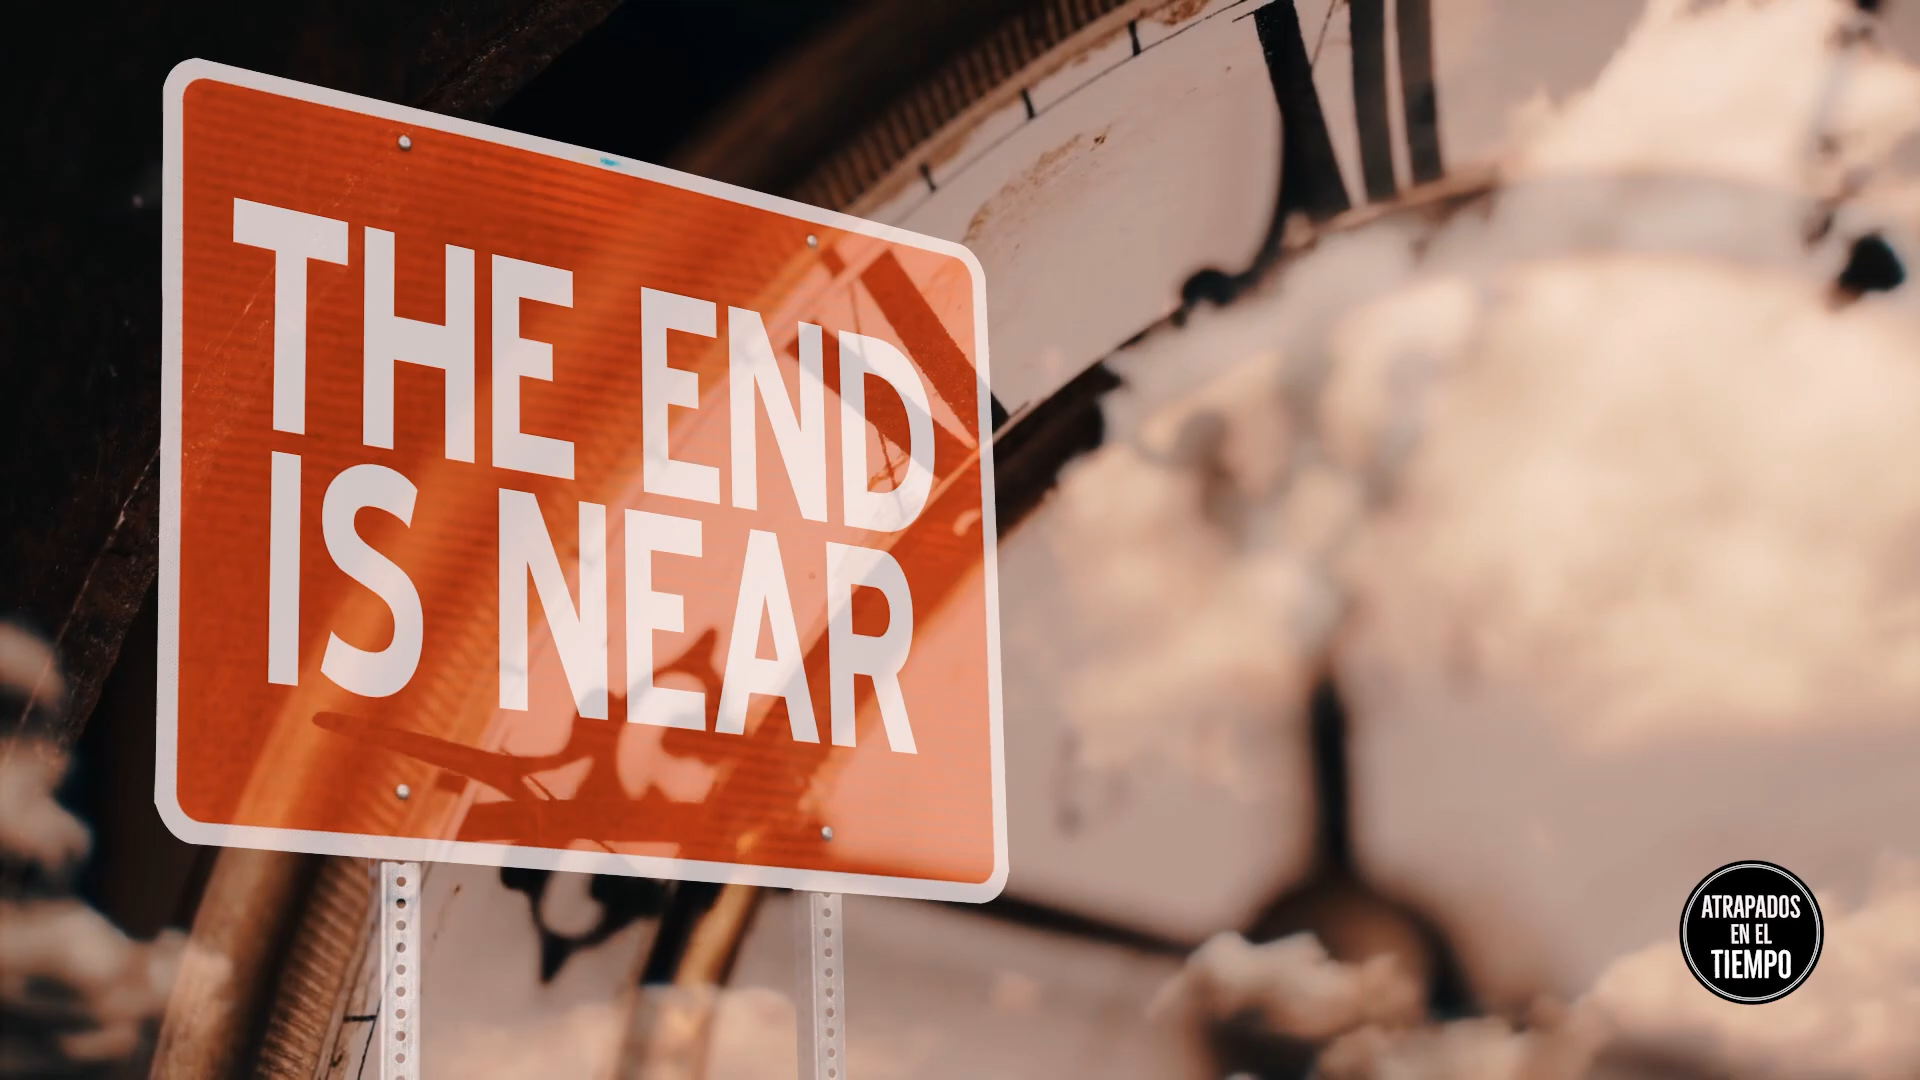 THE END
IS NEAR
ATRAPADOS
EN EL
TIEMPO